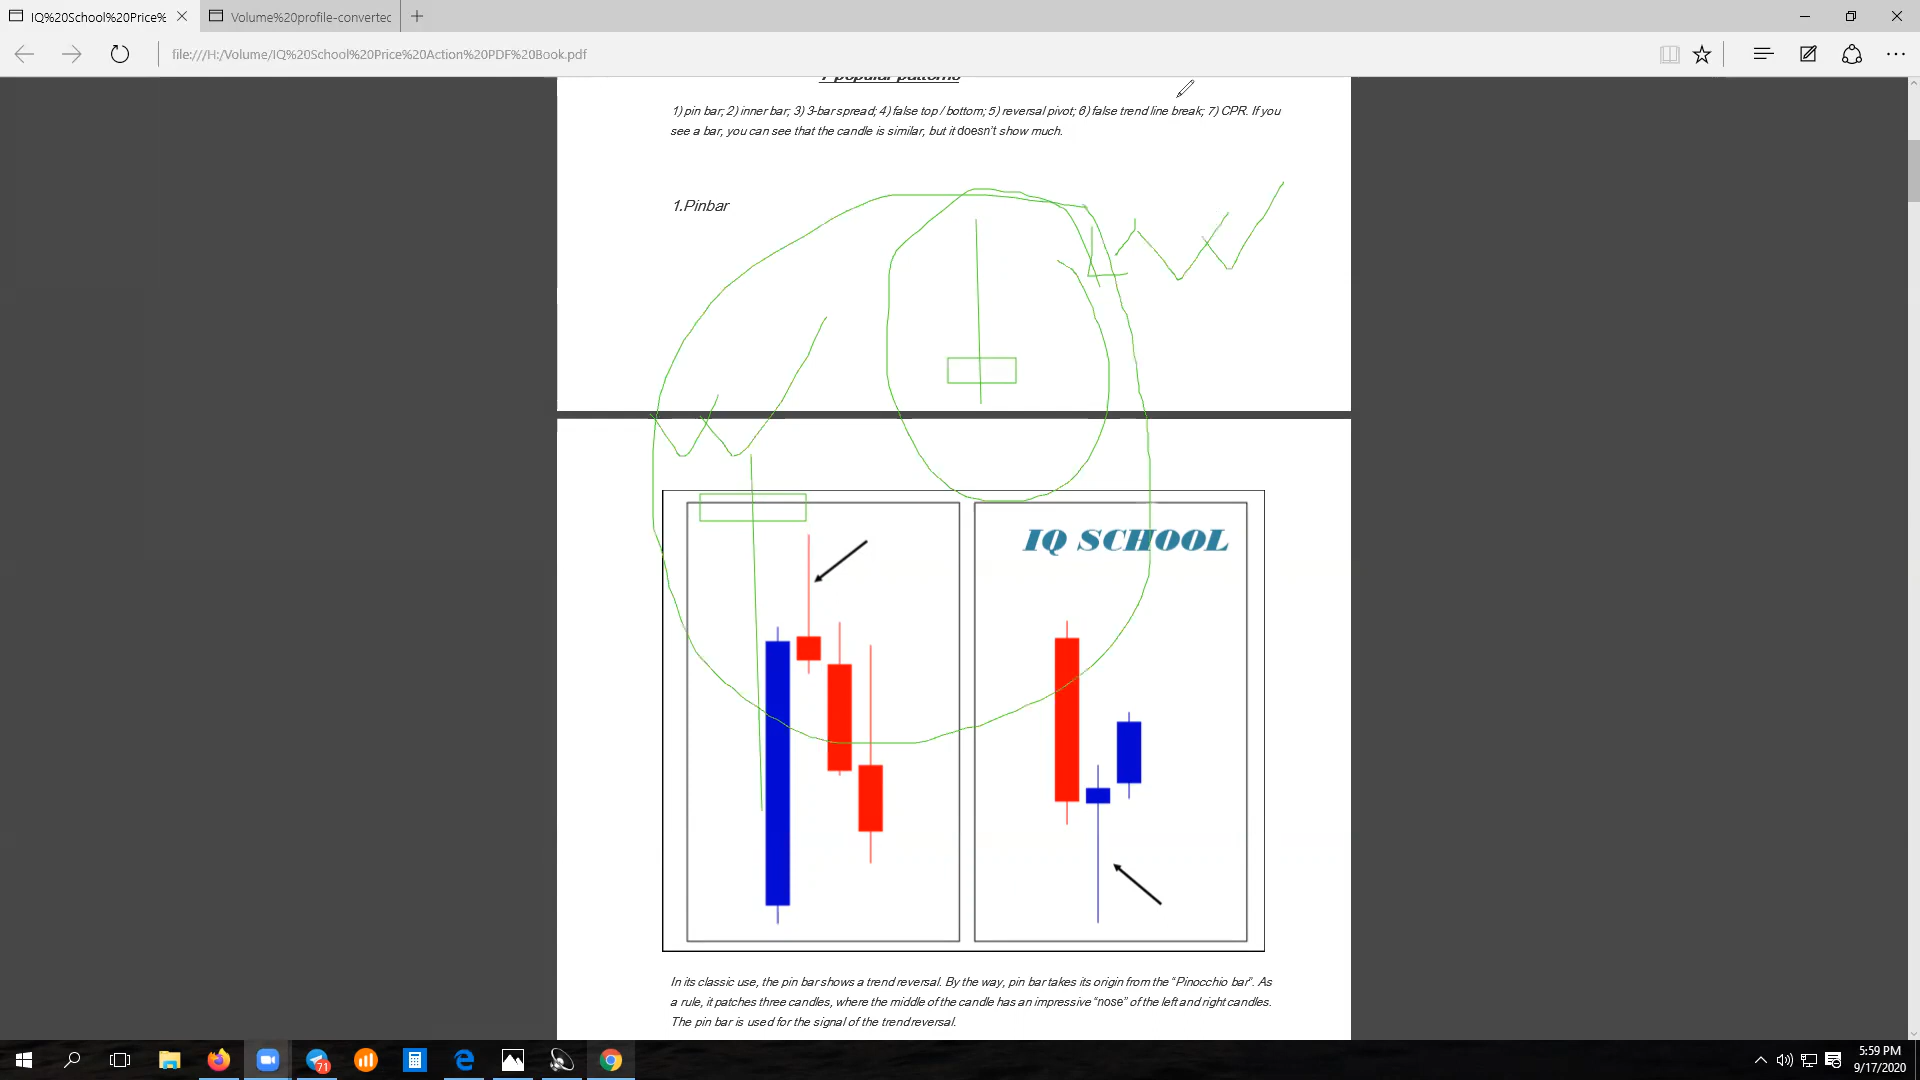 IQ%20School%20Price%
Volume%20profile-converted
file:///H:/Volume/IQ%20School%20Price%20Action%20PDF%20Book.pdf
7 popular patterns
1) pin bar; 2) inner bar; 3) 3-bar spread; 4) false top / bottom; 5) reversal pivot; 6) false trend line break; 7) CPR. If you
see a bar, you can see that the candle is similar, but it doesn't show much.
1.Pinbar
IQ SCHOOL
In its classic use, the pin bar shows a trend reversal. By the way, pin bar takes its origin from the “Pinocchio bar”. As
a rule, it patches three candles, where the middle of the candle has an impressive “nose” of the left and right candles.
The pin bar is used for the signal of the trend reversal.
71
5:59 PM
9/17/2020